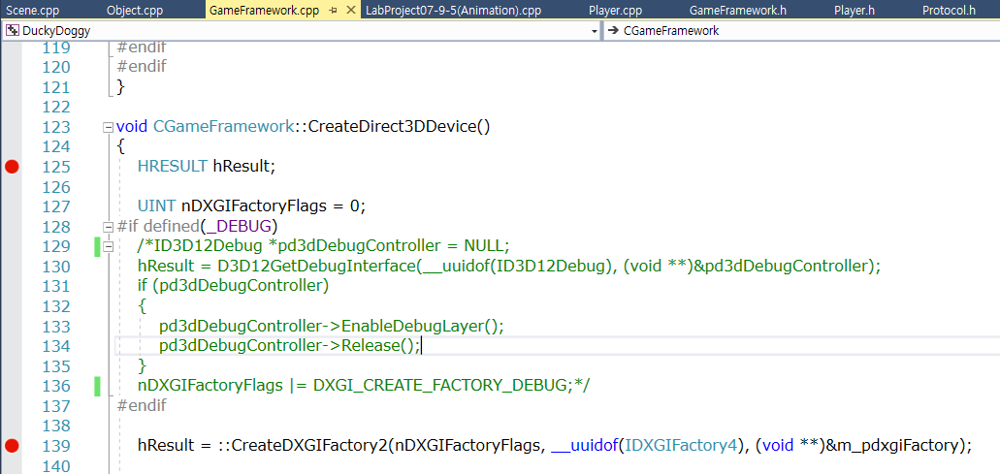 Scene.cpp Object.cpp GameFramework.cpp LabProject07-9-5(Animation).cpp Player.cpp GameFramework.h Player.h Protocol.h
DuckyDoggy CGameFramework
119 #endif
120 #endif
121 }
122
123 void CGameFramework::CreateDirect3DDevice()
124 {
125 HRESULT hResult;
126
127 UINT nDXGIFactoryFlags = 0;
128 #if defined(_DEBUG)
129 /*ID3D12Debug *pd3dDebugController = NULL;
130 hResult = D3D12GetDebugInterface(__uuidof(ID3D12Debug), (void **)&pd3dDebugController);
131 if (pd3dDebugController)
132 {
133 pd3dDebugController->EnableDebugLayer();
134 pd3dDebugController->Release();
135 }
136 nDXGIFactoryFlags |= DXGI_CREATE_FACTORY_DEBUG;*/
137 #endif
138
139 hResult = ::CreateDXGIFactory2(nDXGIFactoryFlags, __uuidof(IDXGIFactory4), (void **)&m_pdxgiFactory);
140